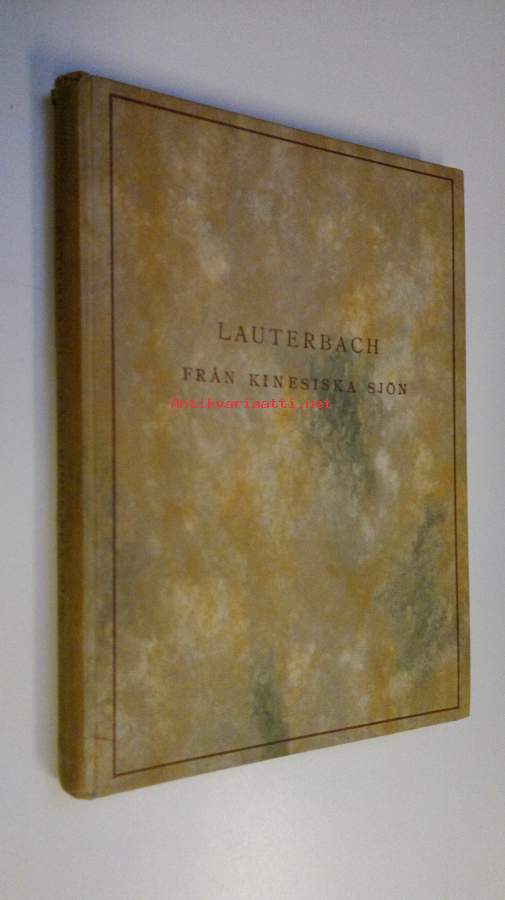 LAUTERBACH
FRÅN KINESISKA SJÖN
Antikvariaatti.net